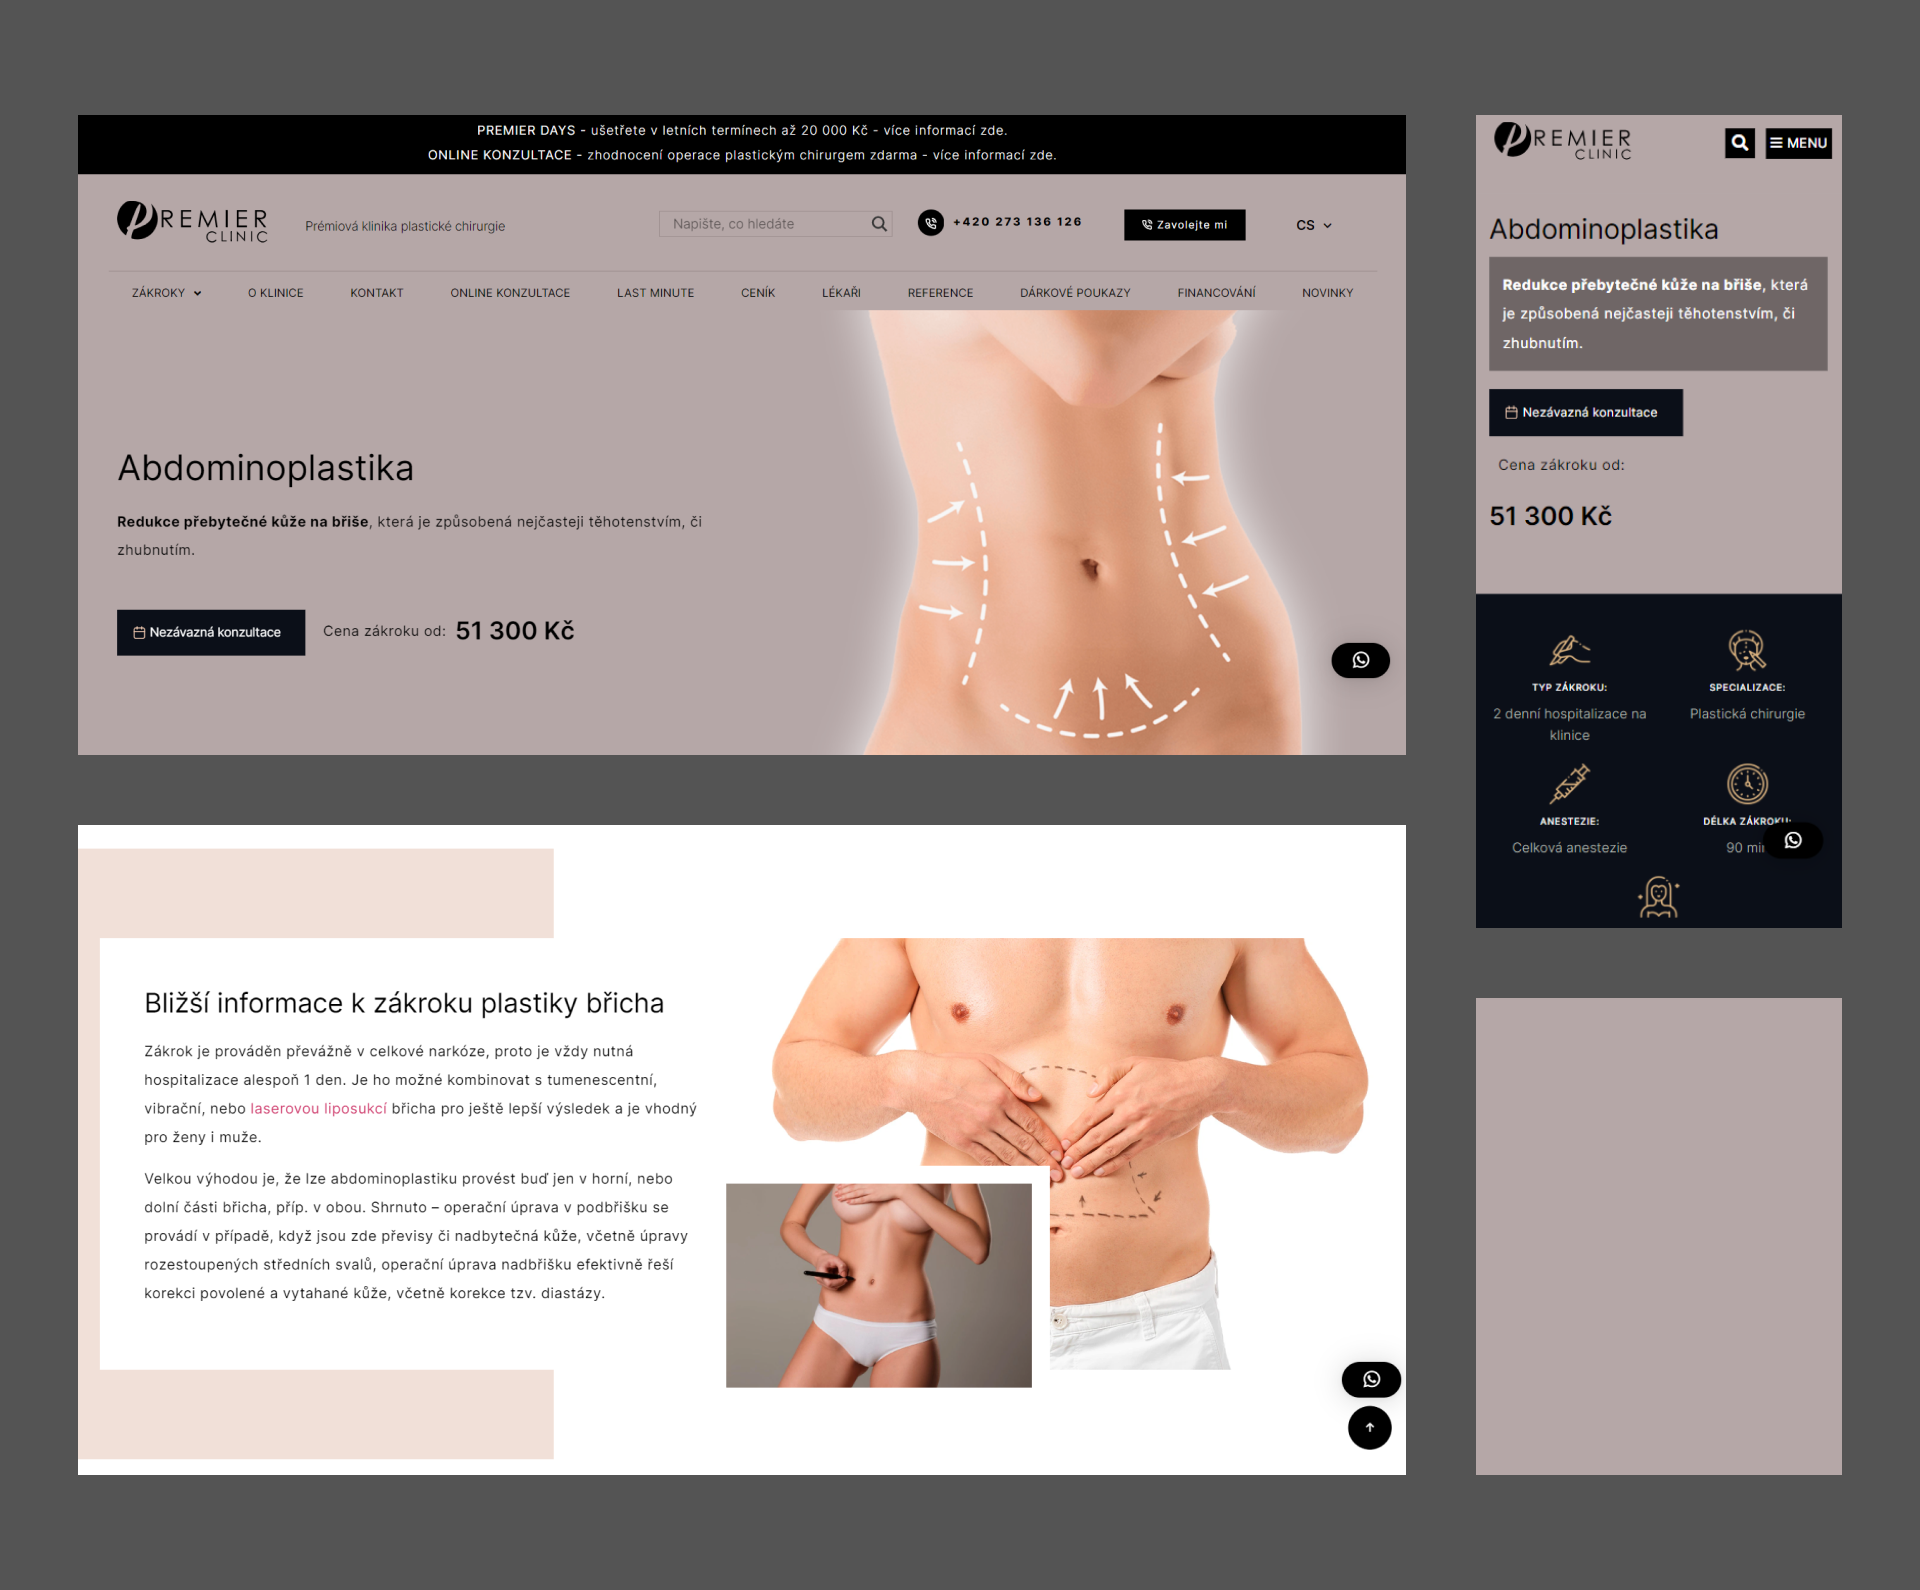 PREMIER DAYS - ušetřete v letních termínech až 20 000 Kč - více informací zde.
ONLINE KONZULTACE - zhodnocení operace plastickým chirurgem zdarma - více informací zde.
PREMIER
CLINIC
Prémiová klinika plastické chirurgie
Napište, co hledáte
+420 273 136 126
Zavolejte mi
CS
ZÁKROKY
O KLINICE
KONTAKT
ONLINE KONZULTACE
LAST MINUTE
CENÍK
LÉKAŘI
REFERENCE
DÁRKOVÉ POUKAZY
FINANCOVÁNÍ
NOVINKY
Abdominoplastika
Redukce přebytečné kůže na břiše, která je způsobená nejčasteji těhotenstvím, či
zhubnutím.
Nezávazná konzultace
Cena zákroku od: 51 300 Kč
PREMIER
CLINIC
MENU
Abdominoplastika
Redukce přebytečné kůže na břiše, která
je způsobená nejčasteji těhotenstvím, či
zhubnutím.
Nezávazná konzultace
Cena zákroku od:
51 300 Kč
TYP ZÁKROKU:
2 denní hospitalizace na
klinice
SPECIALIZACE:
Plastická chirurgie
ANESTEZIE:
Celková anestezie
DÉLKA ZÁKROKU:
90 min
Bližší informace k zákroku plastiky břicha
Zákrok je prováděn převážně v celkové narkóze, proto je vždy nutná
hospitalizace alespoň 1 den. Je ho možné kombinovat s tumenescentní,
vibrační, nebo laserovou liposukcí břicha pro ještě lepší výsledek a je vhodný
pro ženy i muže.
Velkou výhodou je, že lze abdominoplastiku provést buď jen v horní, nebo
dolní části břicha, příp. v obou. Shrnuto – operační úprava v podbřišku se
provádí v případě, když jsou zde převisy či nadbytečná kůže, včetně úpravy
rozestoupených středních svalů, operační úprava nadbřišku efektivně řeší
korekci povolené a vytahané kůže, včetně korekce tzv. diastázy.